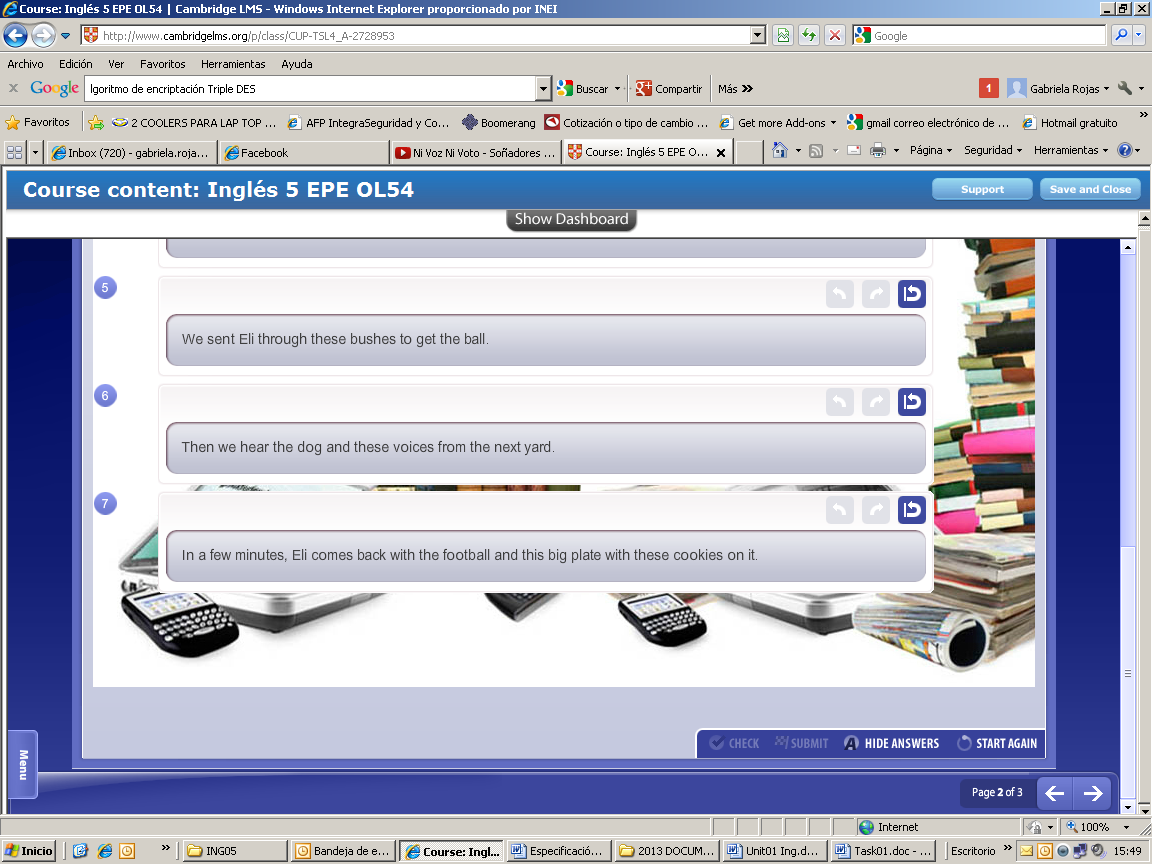 Course: Inglés 5 EPE OL54 | Cambridge LMS - Windows Internet Explorer proporcionado por INEI
http://www.cambridgelms.org/p/class/CUP-TSL4_A-2728953
Google
Archivo Edición Ver Favoritos Herramientas Ayuda
x Google lgoritmo de encriptación Triple DES Buscar Compartir Más >> 1 Gabriela Rojas
Favoritos 2 COOLERS PARA LAP TOP ... AFP IntegraSeguridad y Co... Boomerang Cotización o tipo de cambio ... Get more Add-ons gmail correo electrónico de ... Hotmail gratuito >>
Inbox (720) - gabriela.roja... Facebook Ni Voz Ni Voto - Soñadores ... Course: Inglés 5 EPE O... x Página Seguridad Herramientas
Course content: Inglés 5 EPE OL54 Support Save and Close
Show Dashboard
5
We sent Eli through these bushes to get the ball.
6
Then we hear the dog and these voices from the next yard.
7
In a few minutes, Eli comes back with the football and this big plate with these cookies on it.
CHECK SUBMIT HIDE ANSWERS START AGAIN
Menu
Page 2 of 3
Internet 100%
Inicio >> ING05 Bandeja de e... Course: Ingl... Especificació... 2013 DOCUM... Unit01 Ing.d... Task01.doc - ... Escritorio >> 15:49